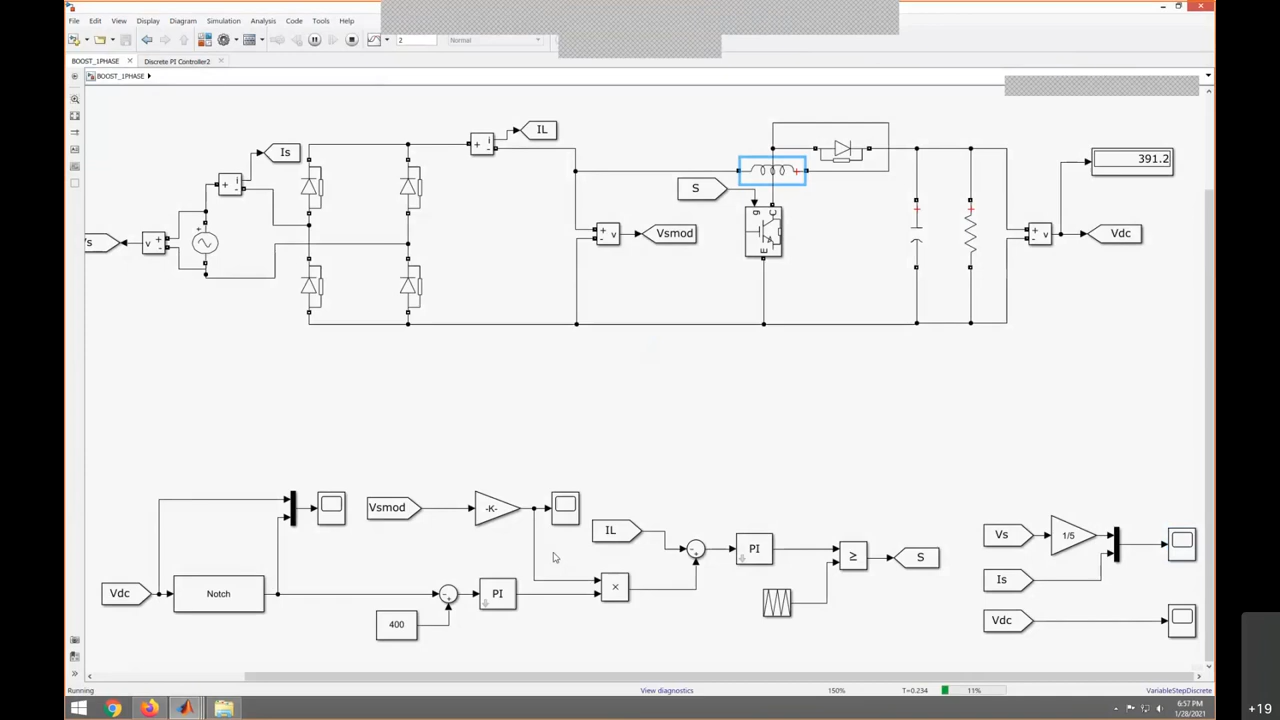 File Edit View Display Diagram Simulation Analysis Code Tools Help
2 Normal
BOOST_1PHASE Discrete PI Controller2
BOOST_1PHASE
IL
Is
i
391.2
S
g C
E
Vsmod
Vdc
v
v
Vsmod -K-
IL
PI
≥
S
Vs 1/5
Is
Vdc Notch
PI
×
400
Vdc
Running View diagnostics 150% T=0.234 11% VariableStepDiscrete
6:57 PM
1/28/2021
+19